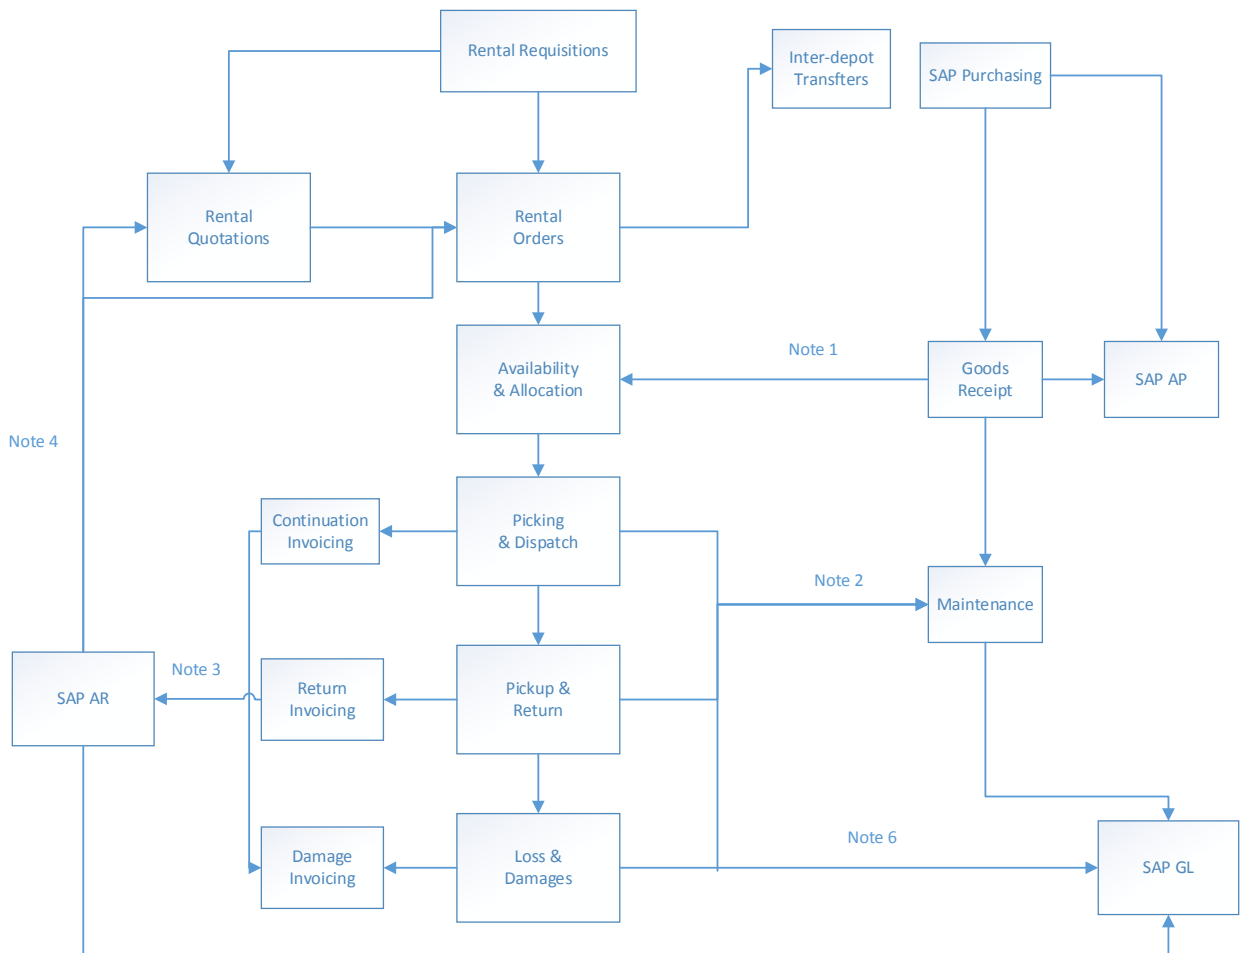 Rental Requisitions
Inter-depot
Transfters
SAP Purchasing
Rental
Quotations
Rental
Orders
Note 1
Availability
& Allocation
Goods
Receipt
SAP AP
Note 4
Continuation
Invoicing
Picking
& Dispatch
Note 2
Maintenance
SAP AR
Note 3
Return
Invoicing
Pickup &
Return
Damage
Invoicing
Loss &
Damages
Note 6
SAP GL